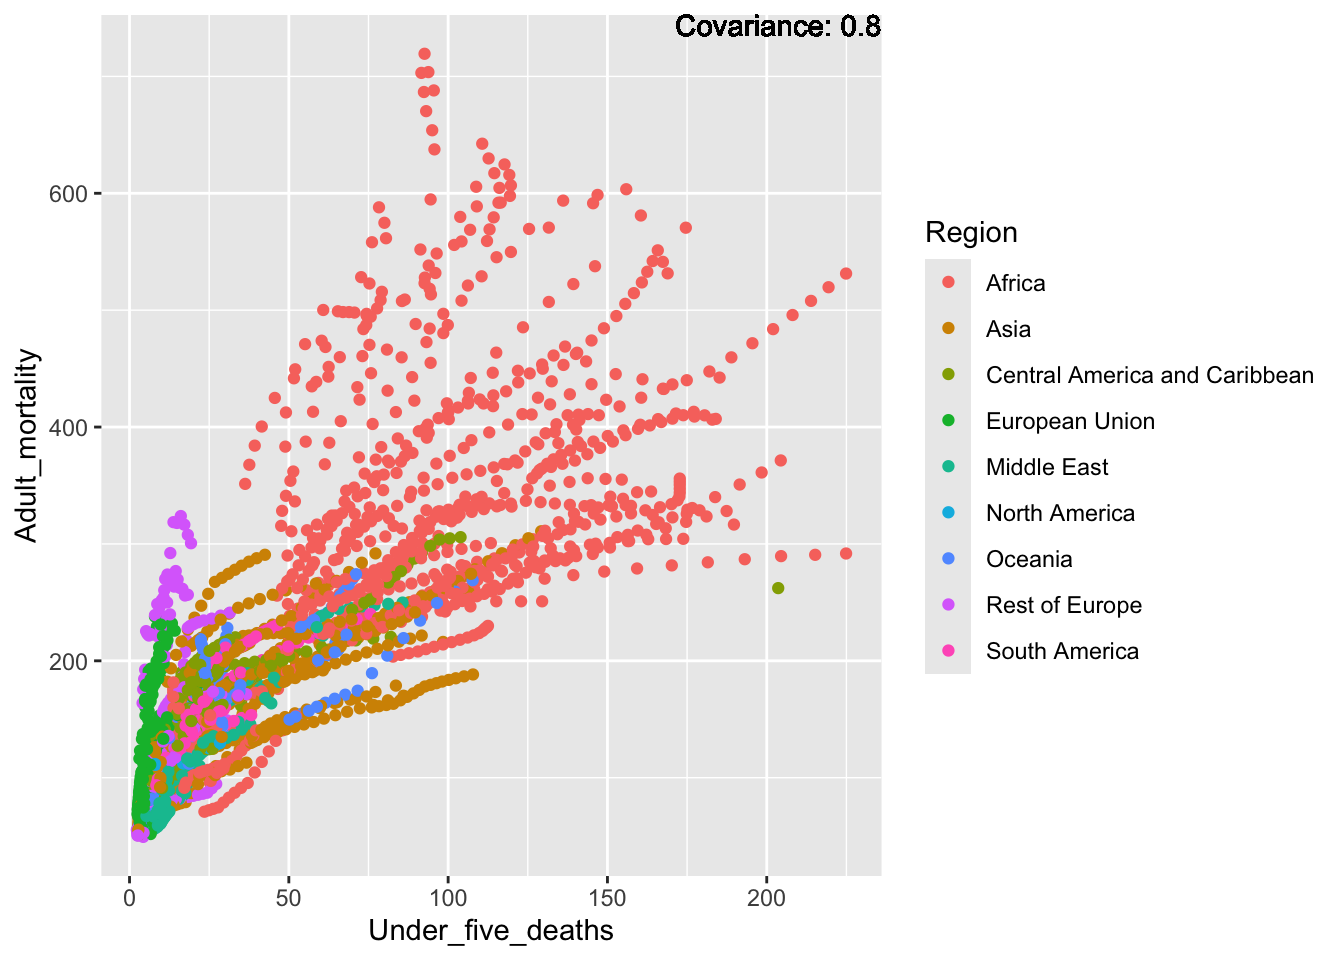 Covariance: 0.8
600
400
200
Adult_mortality
0 50 100 150 200
Under_five_deaths
Region
Africa
Asia
Central America and Caribbean
European Union
Middle East
North America
Oceania
Rest of Europe
South America